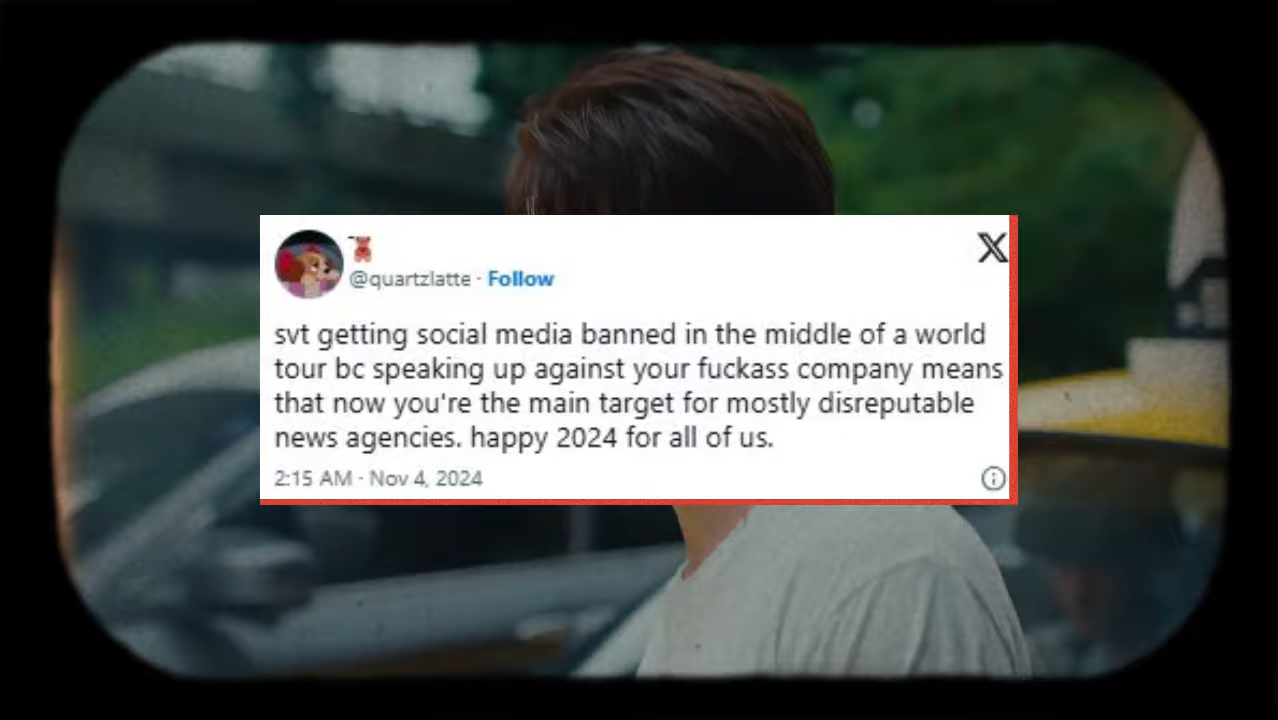 @quartzlatte · Follow
svt getting social media banned in the middle of a world
tour bc speaking up against your fuckass company means
that now you're the main target for mostly disreputable
news agencies. happy 2024 for all of us.
2:15 AM · Nov 4, 2024